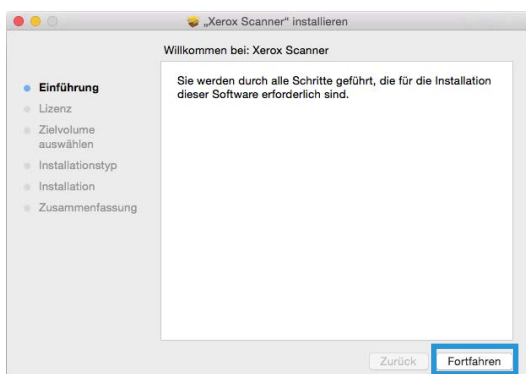 „Xerox Scanner“ installieren
Willkommen bei: Xerox Scanner
Einführung
Lizenz
Zielvolume
auswählen
Installationstyp
Installation
Zusammenfassung
Sie werden durch alle Schritte geführt, die für die Installation
dieser Software erforderlich sind.
Zurück
Fortfahren